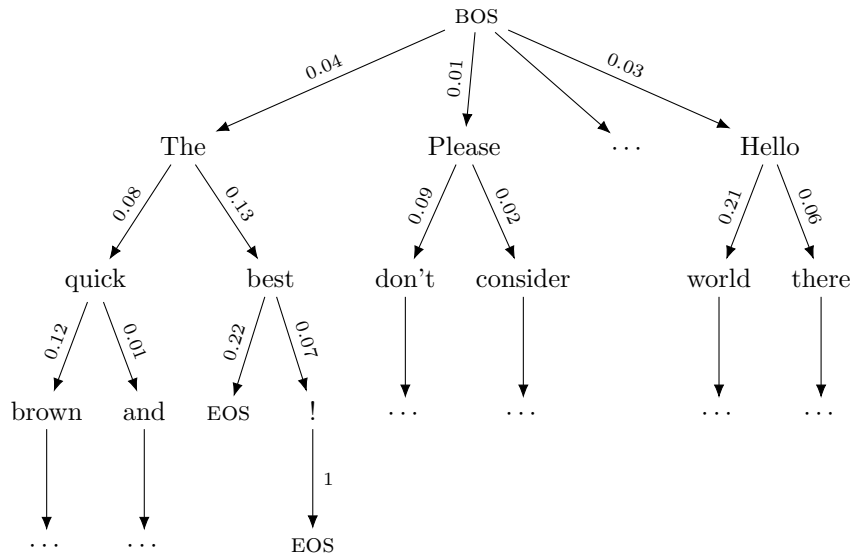 BOS
0.04 0.01 0.03
The Please ... Hello
0.08 0.13 0.09 0.02 0.21 0.06
quick best don't consider world there
0.12 0.01 0.22 0.07
brown and EOS ! ... ... ... ...
1
... ... EOS